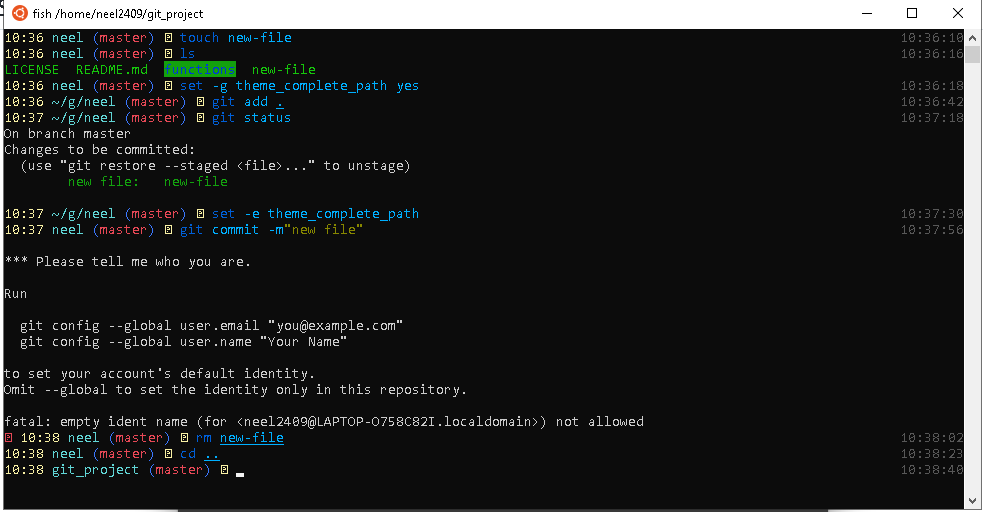 fish /home/neel2409/git_project
10:36 neel (master) touch new-file 10:36:10
10:36 neel (master) ls 10:36:16
LICENSE README.md functions new-file
10:36 neel (master) set -g theme_complete_path yes 10:36:18
10:36 ~/g/neel (master) git add . 10:36:42
10:37 ~/g/neel (master) git status 10:37:18
On branch master
Changes to be committed:
(use "git restore --staged <file>..." to unstage)
new file: new-file
10:37 ~/g/neel (master) set -e theme_complete_path 10:37:30
10:37 neel (master) git commit -m"new file" 10:37:56
*** Please tell me who you are.
Run
git config --global user.email "you@example.com"
git config --global user.name "Your Name"
to set your account's default identity.
Omit --global to set the identity only in this repository.
fatal: empty ident name (for <neel2409@LAPTOP-O758C82I.localdomain>) not allowed
10:38 neel (master) rm new-file 10:38:02
10:38 neel (master) cd .. 10:38:23
10:38 git_project (master) 10:38:40